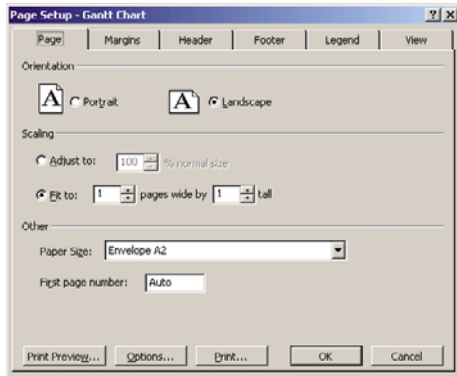 Page Setup - Gantt Chart
Page Margins Header Footer Legend View
Orientation
A Portrait A Landscape
Scaling
Adjust to: 100 % normal size
Fit to: 1 pages wide by 1 tall
Other
Paper Size: Envelope A2
First page number: Auto
Print Preview... Options... Print... OK Cancel